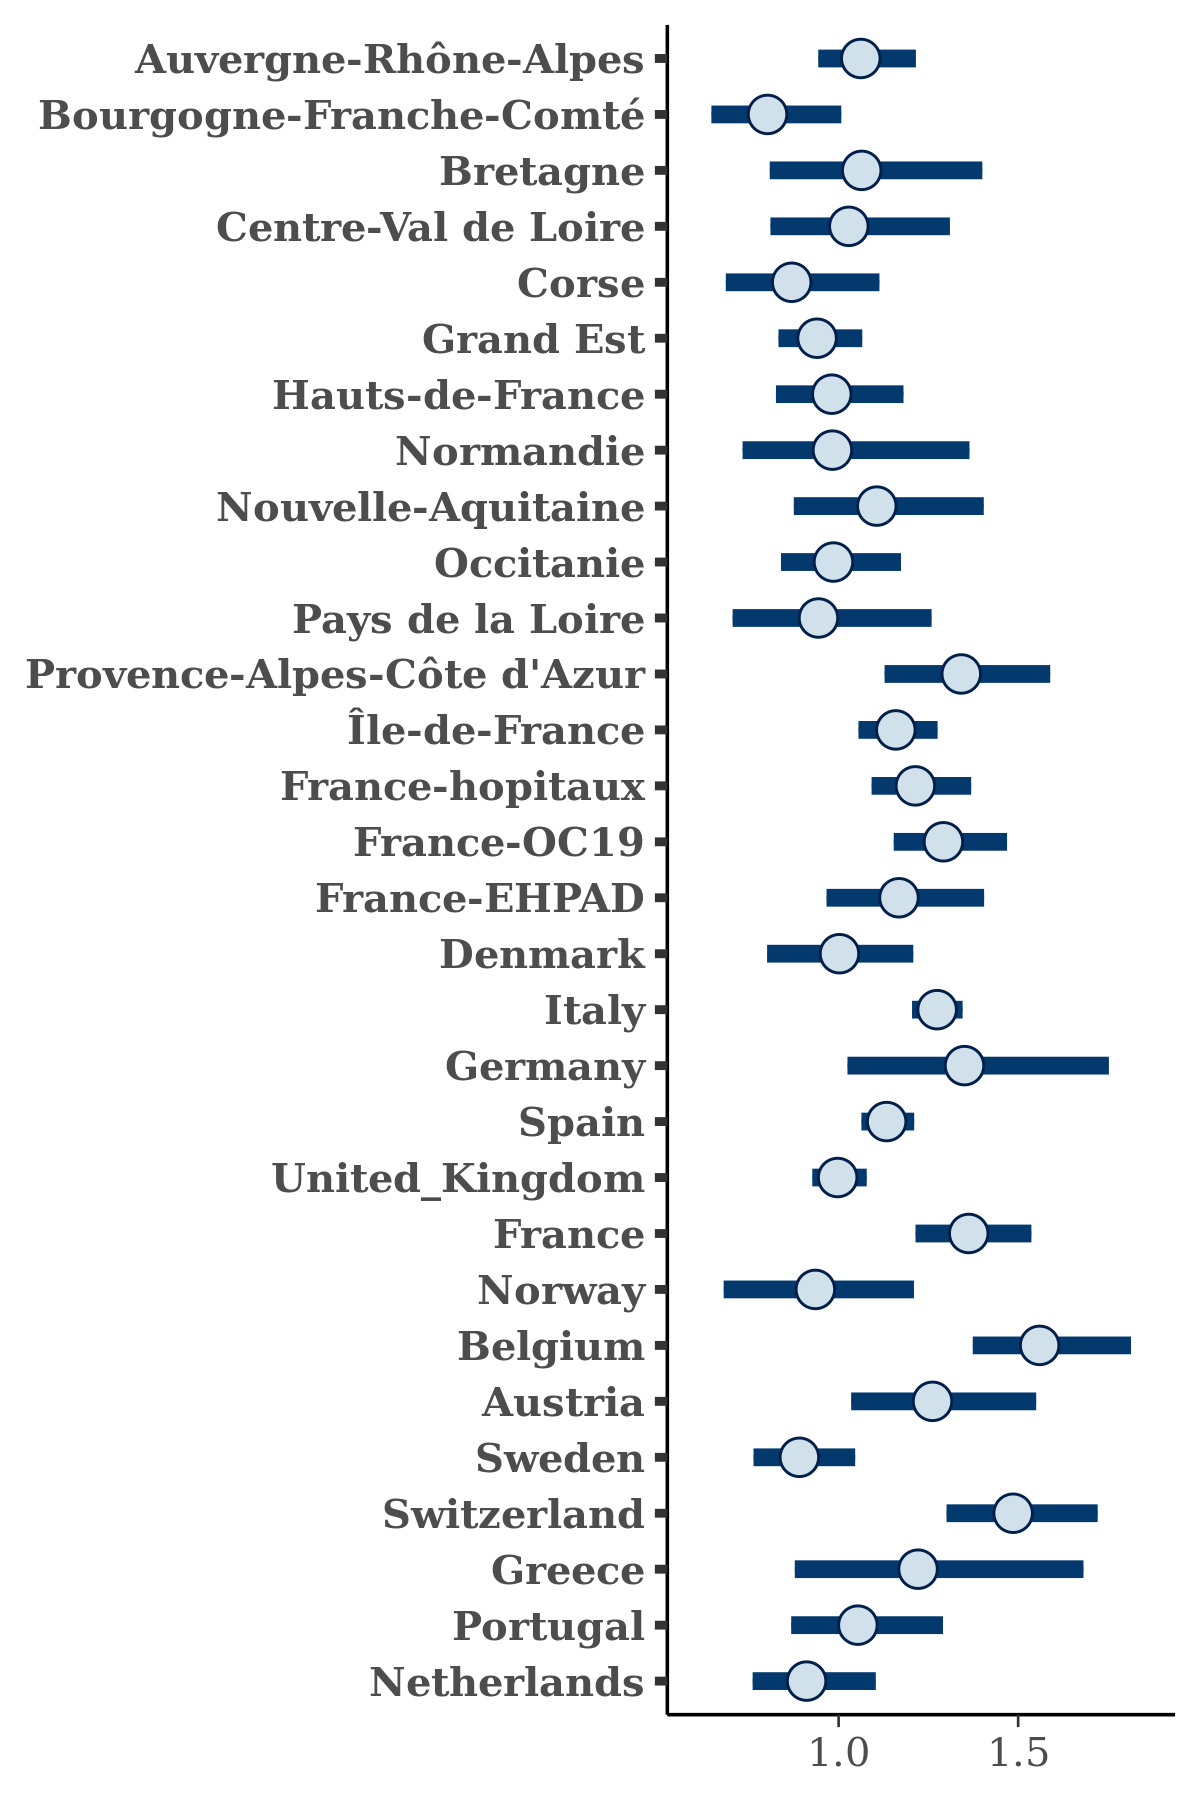 Auvergne-Rhône-Alpes
Bourgogne-Franche-Comté
Bretagne
Centre-Val de Loire
Corse
Grand Est
Hauts-de-France
Normandie
Nouvelle-Aquitaine
Occitanie
Pays de la Loire
Provence-Alpes-Côte d'Azur
Île-de-France
France-hopitaux
France-OC19
France-EHPAD
Denmark
Italy
Germany
Spain
United_Kingdom
France
Norway
Belgium
Austria
Sweden
Switzerland
Greece
Portugal
Netherlands
1.0 1.5